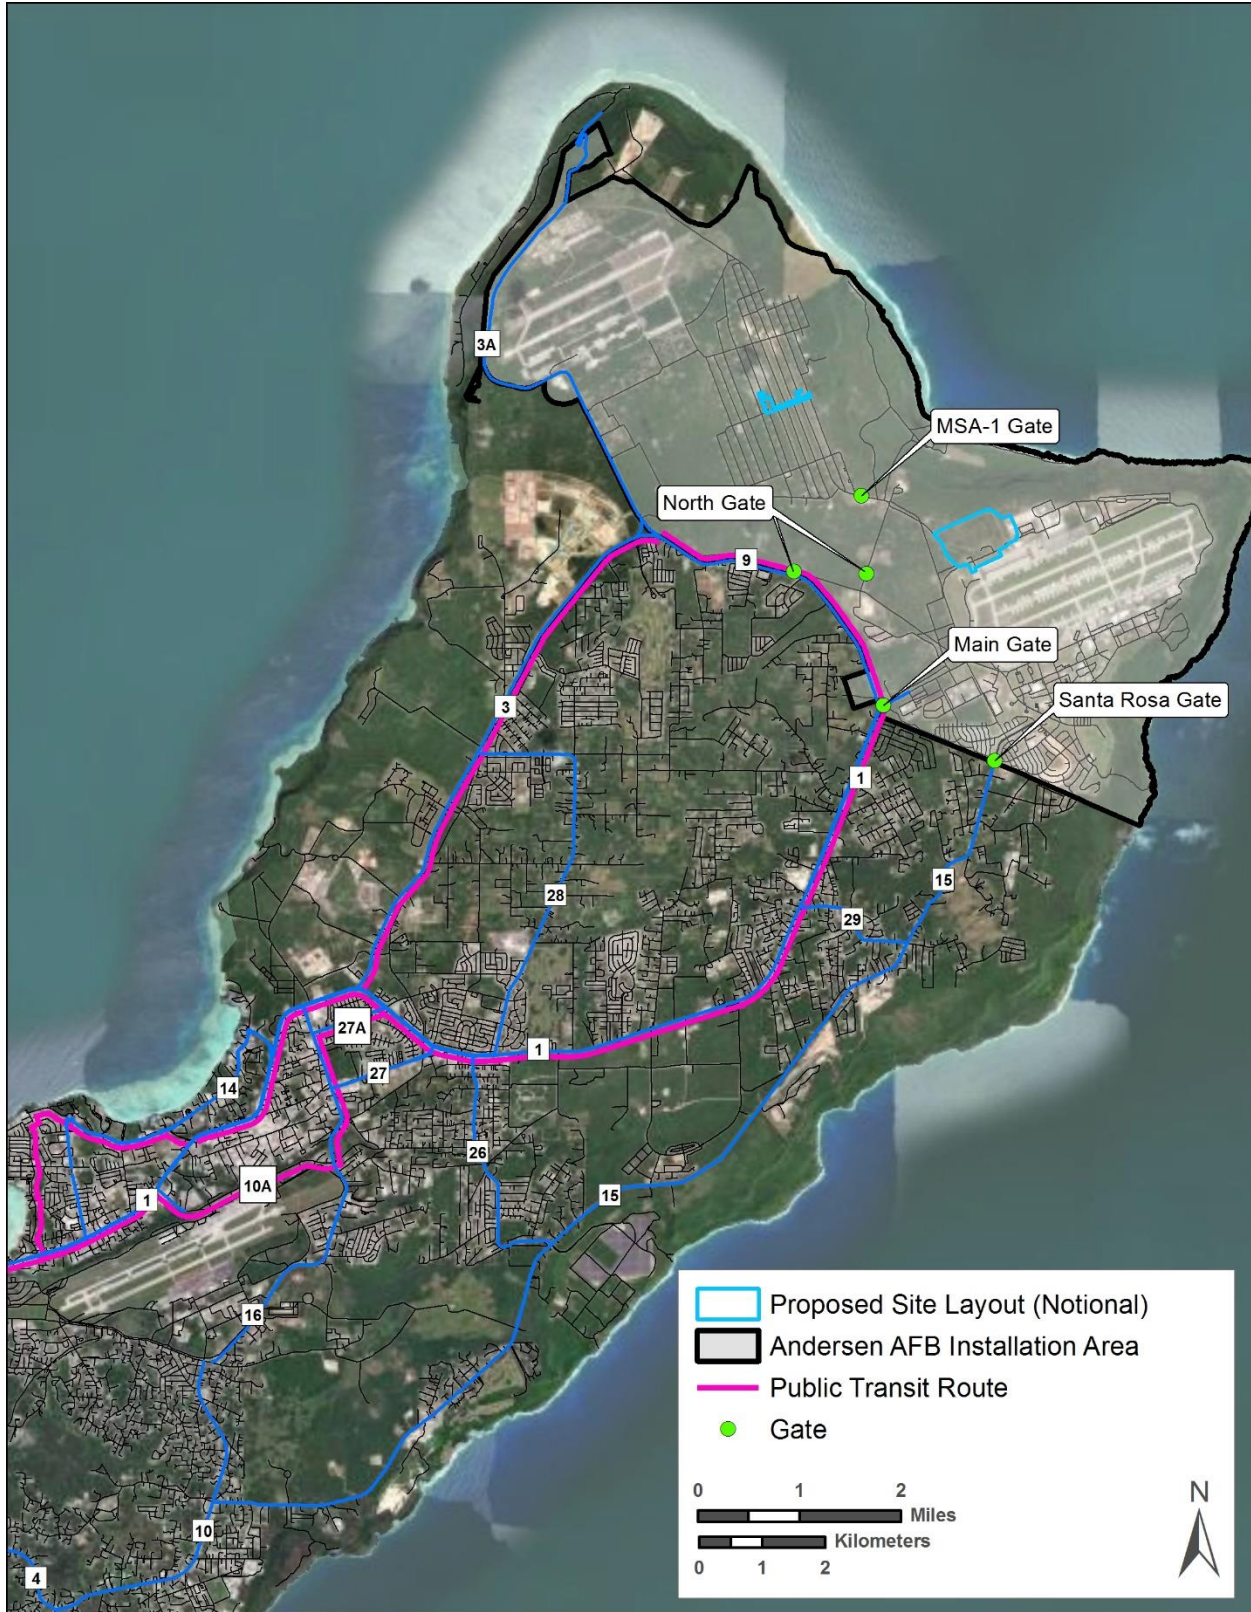 3A
MSA-1 Gate
North Gate
9
Main Gate
Santa Rosa Gate
3
1
15
28
29
27A
1
27
14
26
10A
15
1
16
10
4
Proposed Site Layout (Notional)
Andersen AFB Installation Area
Public Transit Route
Gate
0 1 2
Miles
Kilometers
0 1 2
N